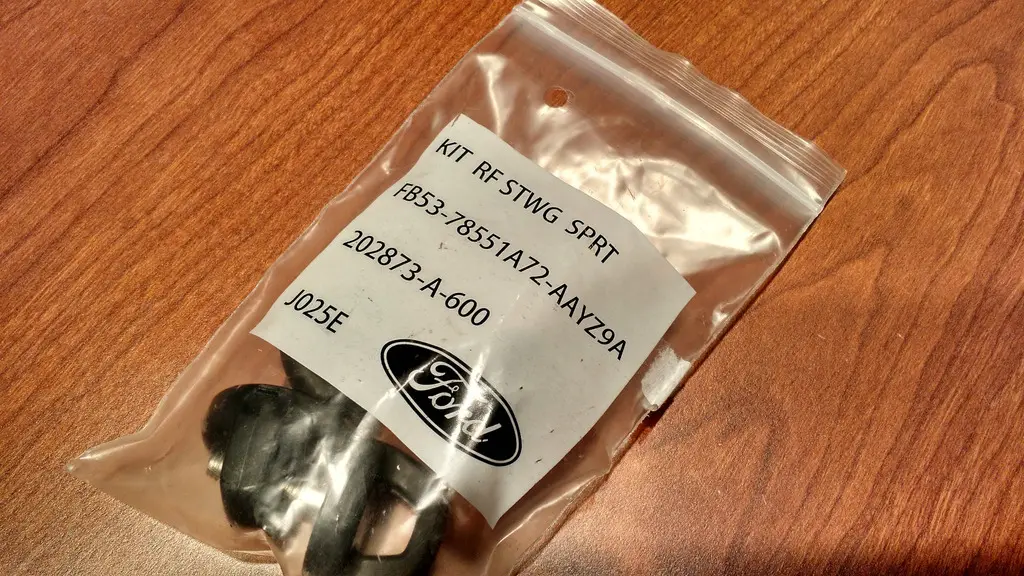 KIT RF STWG SPRT
FB53-78551A72-AAYZ9A
202873-A-600
J025E
Ford